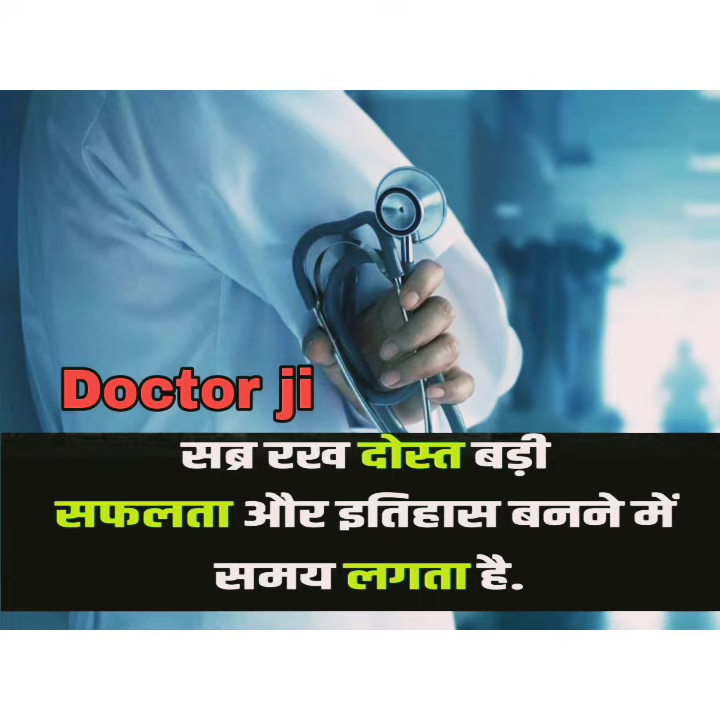 Doctor ji
सब्र रख दोस्त बड़ी
सफलता और इतिहास बनने में
समय लगता है.